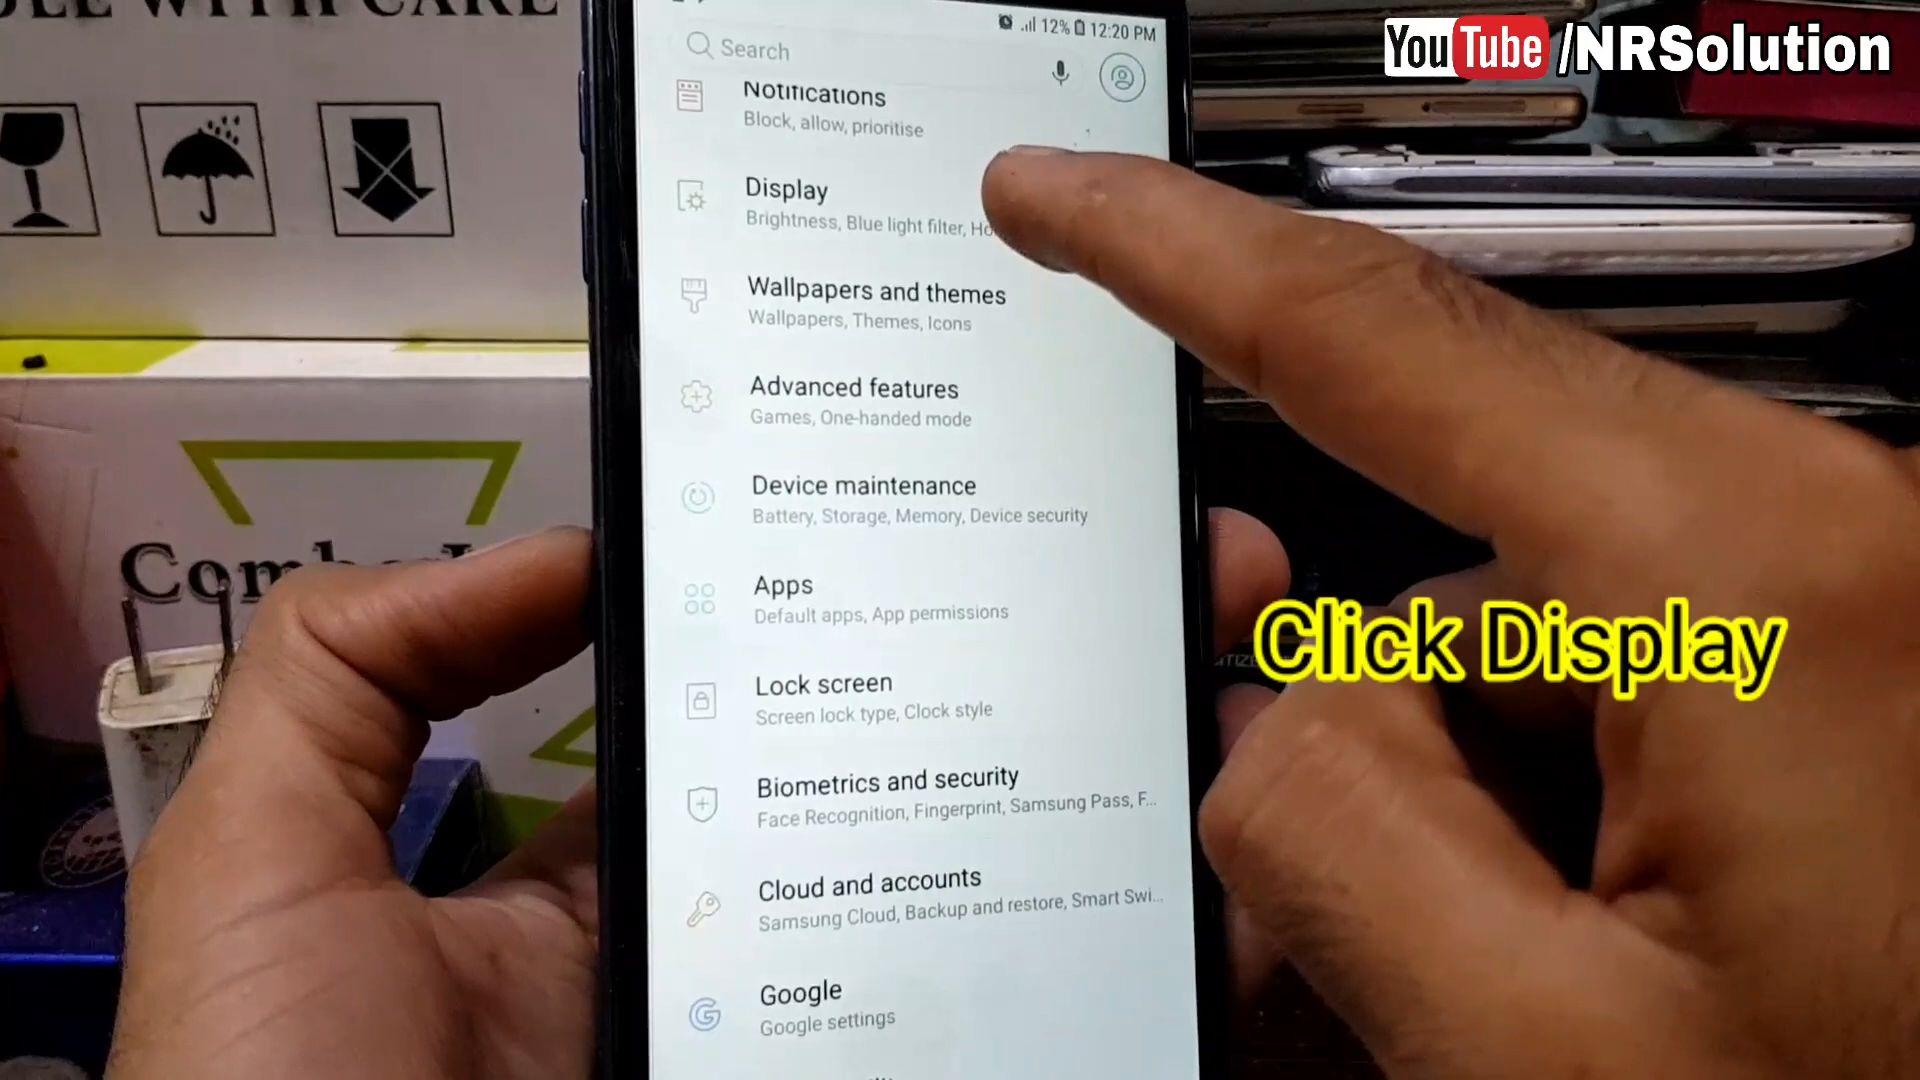 WITH CARE
YouTube /NRSolution
12% 12:20 PM
Search
Notifications
Block, allow, prioritise
Display
Brightness, Blue light filter, Ho
Wallpapers and themes
Wallpapers, Themes, Icons
Advanced features
Games, One-handed mode
Device maintenance
Battery, Storage, Memory, Device security
Apps
Default apps, App permissions
Lock screen
Screen lock type, Clock style
Biometrics and security
Face Recognition, Fingerprint, Samsung Pass, F...
Cloud and accounts
Samsung Cloud, Backup and restore, Smart Swi...
Google
Google settings
Click Display